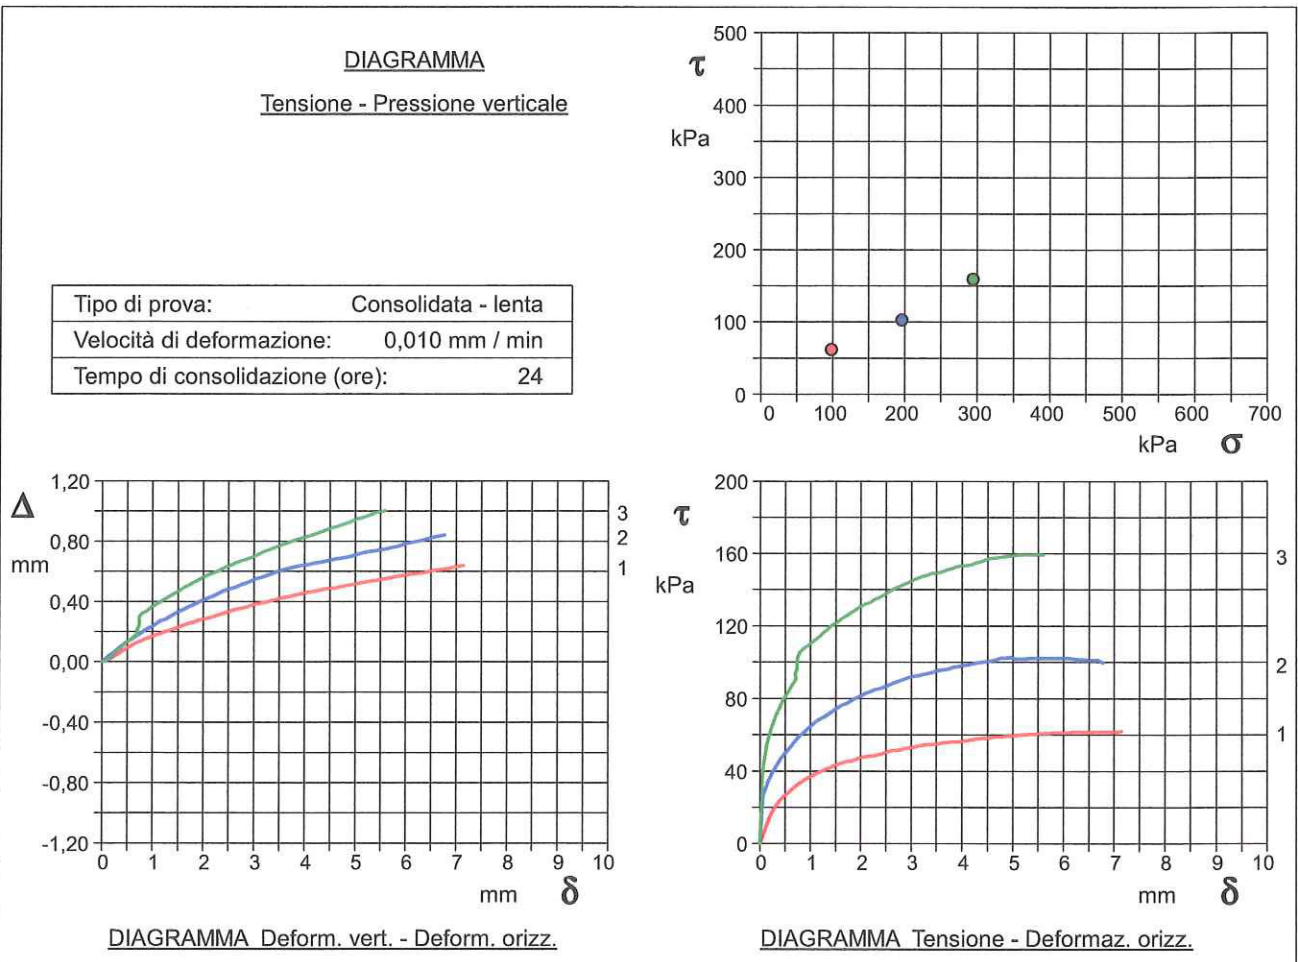 DIAGRAMMA
Tensione - Pressione verticale
Tipo di prova: Consolidata - lenta
Velocità di deformazione: 0,010 mm / min
Tempo di consolidazione (ore): 24
τ
kPa
500
400
300
200
100
0
0 100 200 300 400 500 600 700
kPa σ
Δ
mm
1,20
0,80
0,40
0,00
-0,40
-0,80
-1,20
3
2
1
0 1 2 3 4 5 6 7 8 9 10
mm δ
DIAGRAMMA Deform. vert. - Deform. orizz.
τ
kPa
200
160
120
80
40
0
3
2
1
0 1 2 3 4 5 6 7 8 9 10
mm δ
DIAGRAMMA Tensione - Deformaz. orizz.